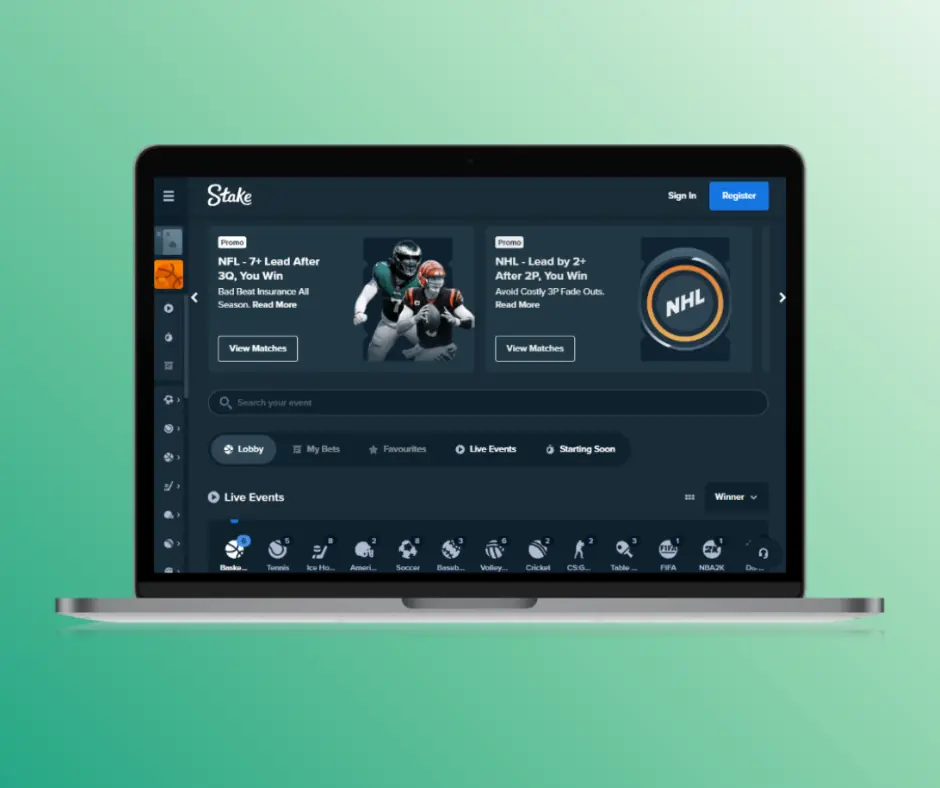 Stake
Sign In
Register
Promo
NFL - 7+ Lead After
3Q, You Win
Bad Beat Insurance All
Season. Read More
View Matches
Promo
NHL - Lead by 2+
After 2P, You Win
Avoid Costly 3P Fade Outs.
Read More
View Matches
NHL
Search your event
Lobby
My Bets
Favourites
Live Events
Starting Soon
Live Events
Winner
6 5 8 2 8 3 6 2 2 3 1 1
FIFA 2K
Baske... Tennis Ice Ho... Ameri... Soccer Baseb... Volley... Cricket CS:G... Table ... FIFA NBA2K